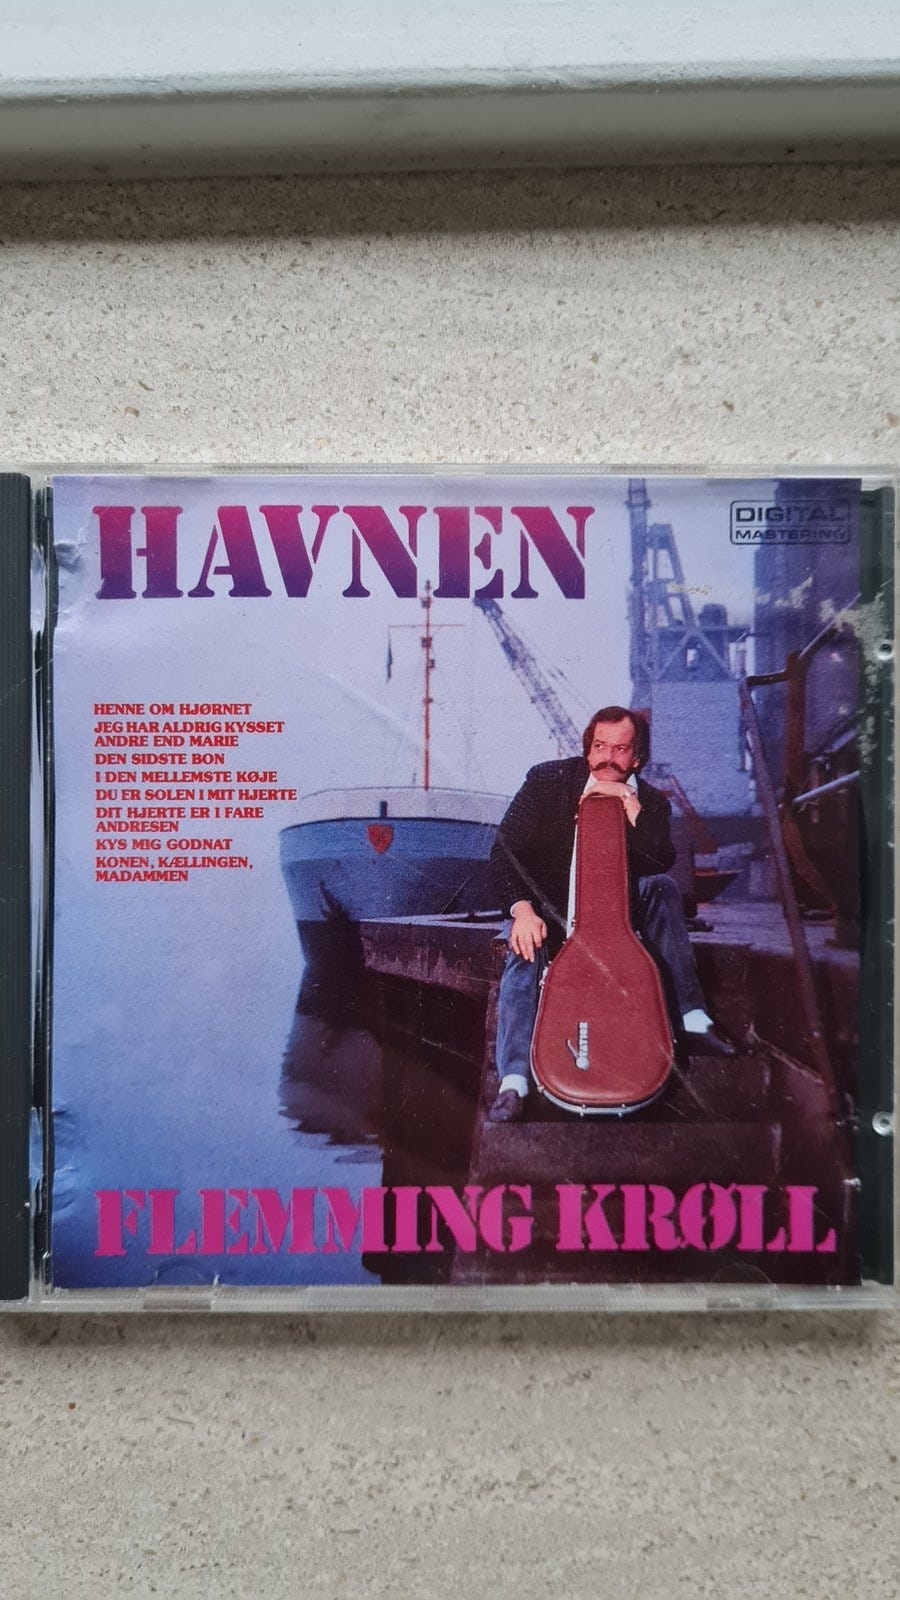 HAVNEN
DIGITAL
MASTERING
HENNE OM HJØRNET
JEG HAR ALDRIG KYSSET
ANDRE END MARIE
DEN SIDSTE BON
I DEN MELLEMSTE KØJE
DU ER SOLEN I MIT HJERTE
DIT HJERTE ER I FARE
ANDRESEN
KYS MIG GODNAT
KONEN, KÆLLINGEN,
MADAMMEN
Ovation
FLEMMING KRØLL